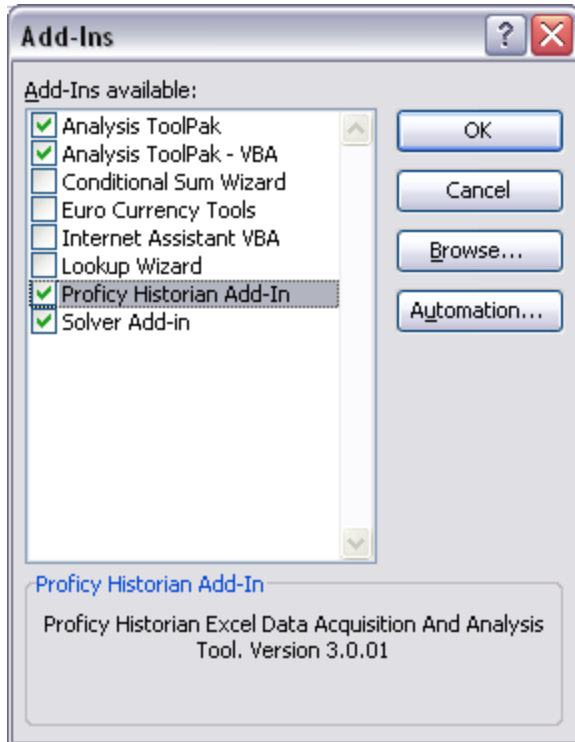 Add-Ins
Add-Ins available:
Analysis ToolPak
Analysis ToolPak - VBA
Conditional Sum Wizard
Euro Currency Tools
Internet Assistant VBA
Lookup Wizard
Proficy Historian Add-In
Solver Add-in
OK
Cancel
Browse...
Automation...
Proficy Historian Add-In
Proficy Historian Excel Data Acquisition And Analysis
Tool. Version 3.0.01